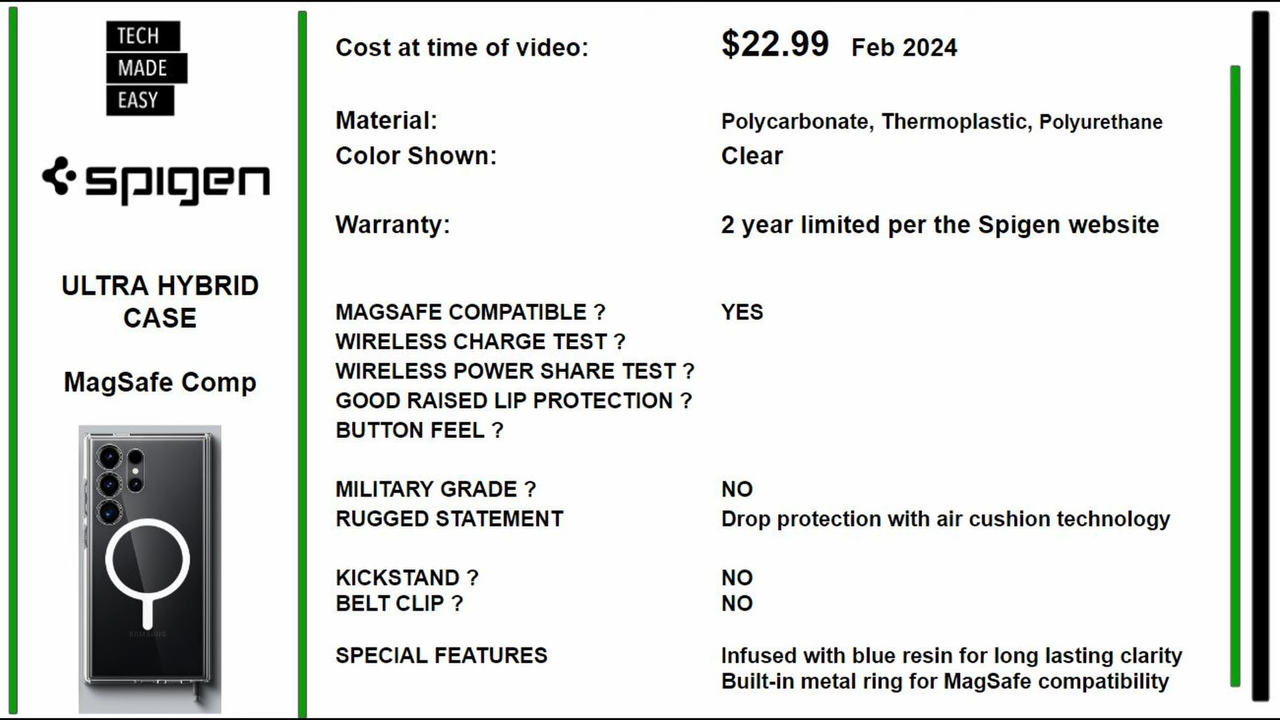 TECH
MADE
EASY
spigen
ULTRA HYBRID
CASE
MagSafe Comp
SAMSUNG
Cost at time of video: $22.99 Feb 2024
Material: Polycarbonate, Thermoplastic, Polyurethane
Color Shown: Clear
Warranty: 2 year limited per the Spigen website
MAGSAFE COMPATIBLE ? YES
WIRELESS CHARGE TEST ?
WIRELESS POWER SHARE TEST ?
GOOD RAISED LIP PROTECTION ?
BUTTON FEEL ?
MILITARY GRADE ? NO
RUGGED STATEMENT Drop protection with air cushion technology
KICKSTAND ? NO
BELT CLIP ? NO
SPECIAL FEATURES Infused with blue resin for long lasting clarity
Built-in metal ring for MagSafe compatibility